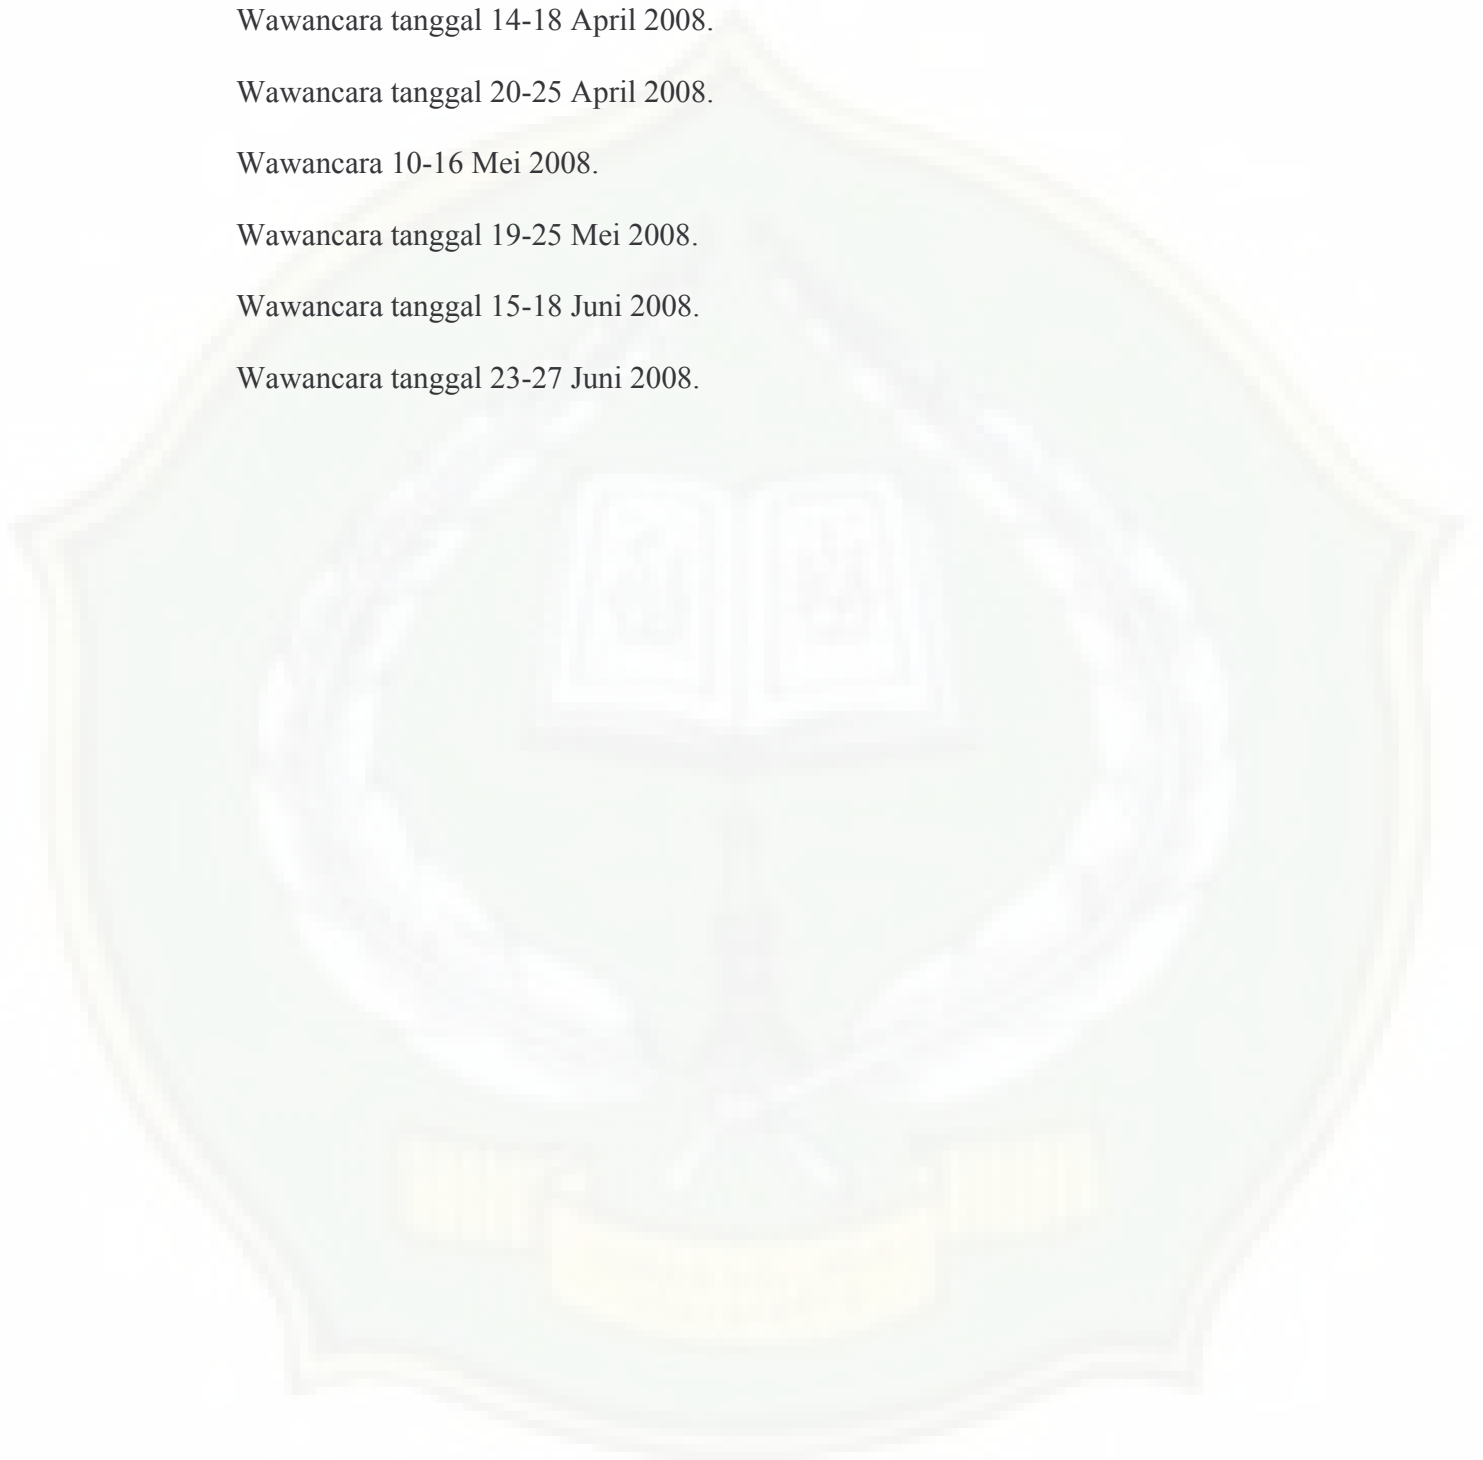 Wawancara tanggal 14-18 April 2008.
Wawancara tanggal 20-25 April 2008.
Wawancara 10-16 Mei 2008.
Wawancara tanggal 19-25 Mei 2008.
Wawancara tanggal 15-18 Juni 2008.
Wawancara tanggal 23-27 Juni 2008.